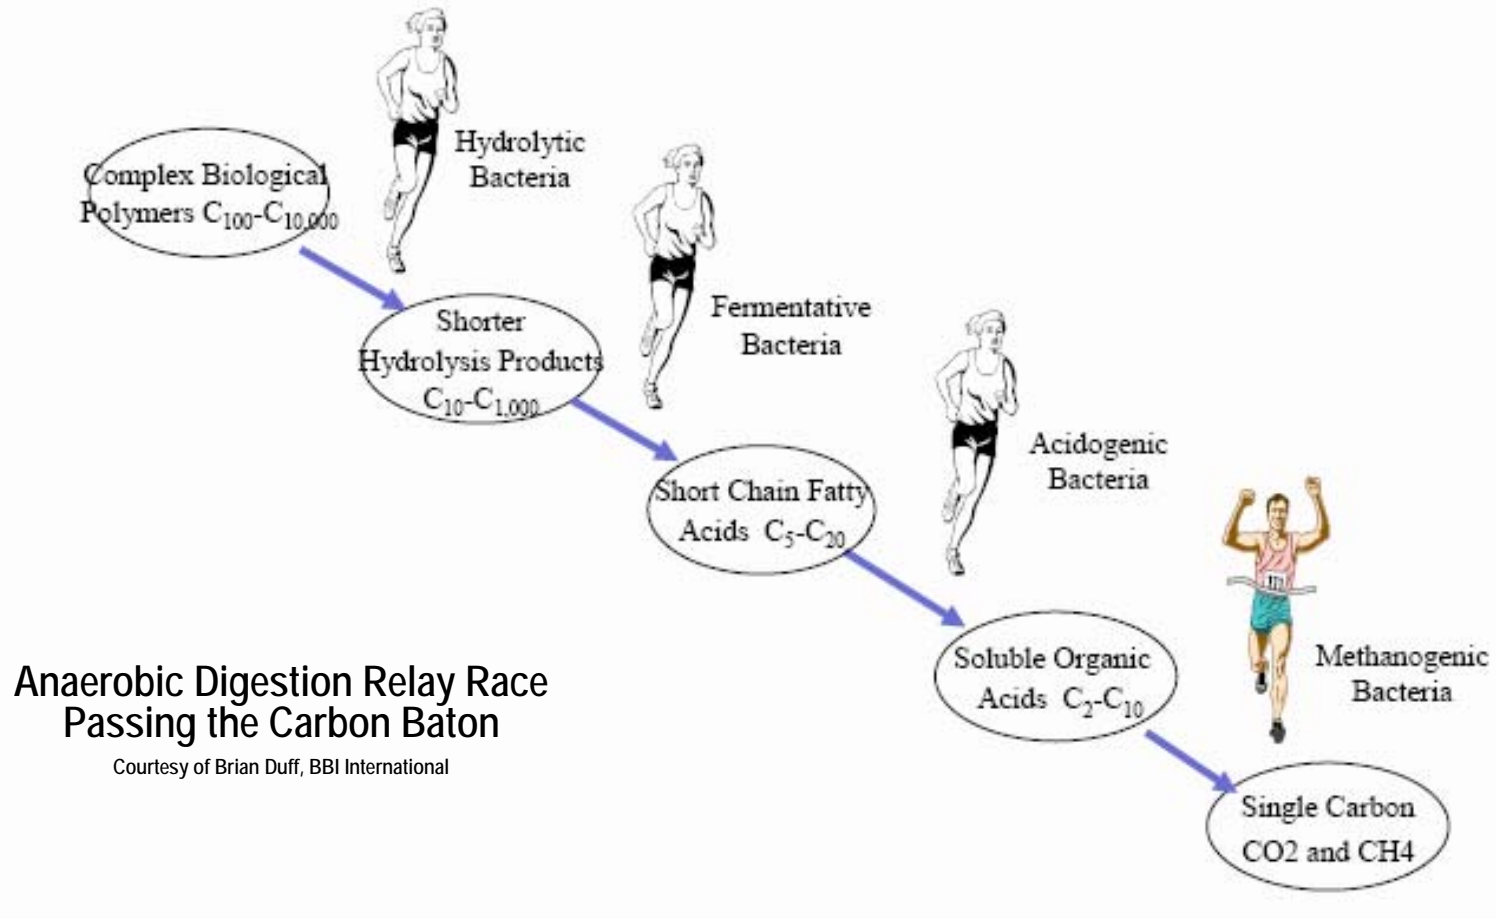 Hydrolytic
Bacteria
Complex Biological
Polymers C₁₀₀-C₁₀,₀₀₀
Fermentative
Bacteria
Shorter
Hydrolysis Products
C₁₀-C₁,₀₀₀
Acidogenic
Bacteria
Short Chain Fatty
Acids C₅-C₂₀
111
Methanogenic
Bacteria
Soluble Organic
Acids C₂-C₁₀
Anaerobic Digestion Relay Race
Passing the Carbon Baton
Courtesy of Brian Duff, BBI International
Single Carbon
CO2 and CH4